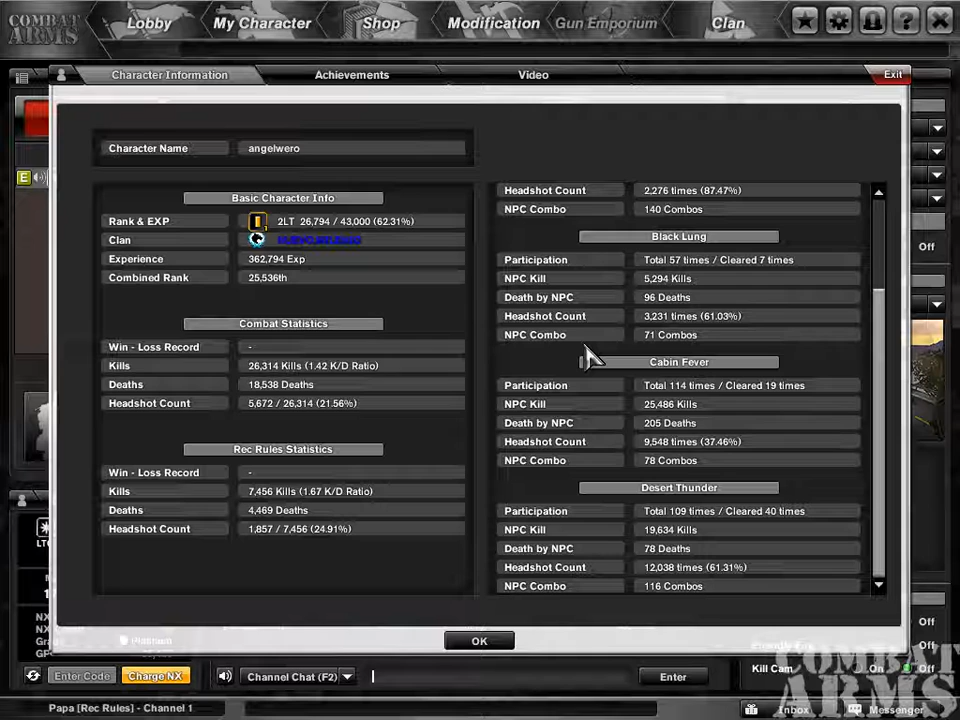 COMBAT ARMS
Lobby
My Character
Shop
Modification
Gun Emporium
Clan
Character Information
Achievements
Video
Exit
Character Name angelwero
Basic Character Info
Rank & EXP 2LT 26,794 / 43,000 (62.31%)
Clan
Experience 362,794 Exp
Combined Rank 25,536th
Combat Statistics
Win - Loss Record -
Kills 26,314 Kills (1.42 K/D Ratio)
Deaths 18,538 Deaths
Headshot Count 5,672 / 26,314 (21.56%)
Rec Rules Statistics
Win - Loss Record -
Kills 7,456 Kills (1.67 K/D Ratio)
Deaths 4,469 Deaths
Headshot Count 1,857 / 7,456 (24.91%)
Headshot Count 2,276 times (87.47%)
NPC Combo 140 Combos
Black Lung
Participation Total 57 times / Cleared 7 times
NPC Kill 5,294 Kills
Death by NPC 96 Deaths
Headshot Count 3,231 times (61.03%)
NPC Combo 71 Combos
Cabin Fever
Participation Total 114 times / Cleared 19 times
NPC Kill 25,486 Kills
Death by NPC 205 Deaths
Headshot Count 9,548 times (37.46%)
NPC Combo 78 Combos
Desert Thunder
Participation Total 109 times / Cleared 40 times
NPC Kill 19,634 Kills
Death by NPC 78 Deaths
Headshot Count 12,038 times (61.31%)
NPC Combo 116 Combos
OK
E
Off
Off
Off
Off
Platinum
Kill Cam On Off
Enter Code
Charge NX
Channel Chat (F2)
Enter
COMBAT ARMS
Papa [Rec Rules] - Channel 1
Inbox
Messenger